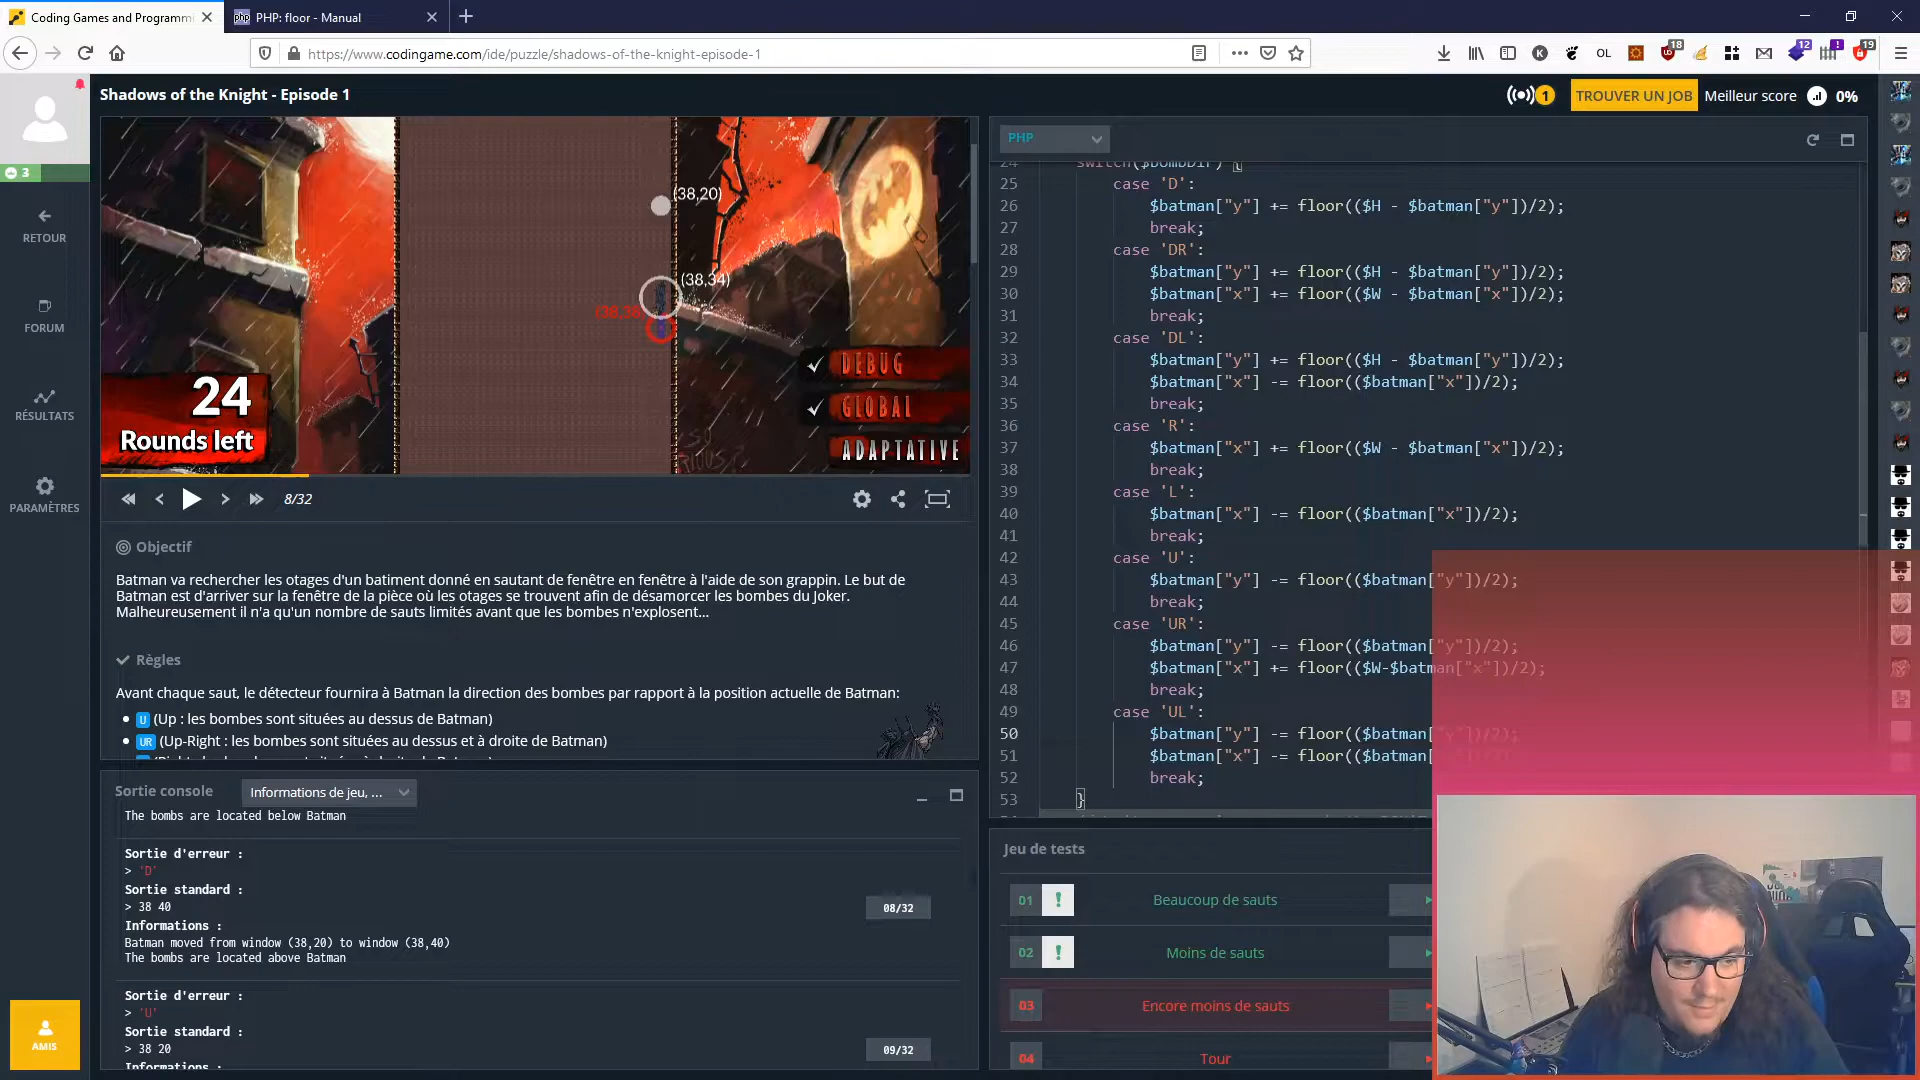 Coding Games and Programmi
PHP: floor - Manual
https://www.codingame.com/ide/puzzle/shadows-of-the-knight-episode-1
OL
18
12
!
19
Shadows of the Knight - Episode 1
1
TROUVER UN JOB
Meilleur score
0%
3
RETOUR
FORUM
RÉSULTATS
PARAMÈTRES
AMIS
(38,20)
(38,34)
24
Rounds left
DEBUG
GLOBAL
ADAPTATIVE
8/32
Objectif
Batman va rechercher les otages d'un batiment donné en sautant de fenêtre en fenêtre à l'aide de son grappin. Le but de
Batman est d'arriver sur la fenêtre de la pièce où les otages se trouvent afin de désamorcer les bombes du Joker.
Malheureusement il n'a qu'un nombre de sauts limités avant que les bombes n'explosent...
Règles
Avant chaque saut, le détecteur fournira à Batman la direction des bombes par rapport à la position actuelle de Batman:
• U (Up : les bombes sont situées au dessus de Batman)
• UR (Up-Right : les bombes sont situées au dessus et à droite de Batman)
Sortie console
Informations de jeu, ...
The bombs are located below Batman
Sortie d'erreur :
> 'D'
Sortie standard :
> 38 40
Informations :
Batman moved from window (38,20) to window (38,40)
The bombs are located above Batman
08/32
Sortie d'erreur :
> 'U'
Sortie standard :
> 38 20
Informations :
09/32
PHP
24 switch($bombDir) {
25 case 'D':
26 $batman["y"] += floor(($H - $batman["y"])/2);
27 break;
28 case 'DR':
29 $batman["y"] += floor(($H - $batman["y"])/2);
30 $batman["x"] += floor(($W - $batman["x"])/2);
31 break;
32 case 'DL':
33 $batman["y"] += floor(($H - $batman["y"])/2);
34 $batman["x"] -= floor(($batman["x"])/2);
35 break;
36 case 'R':
37 $batman["x"] += floor(($W - $batman["x"])/2);
38 break;
39 case 'L':
40 $batman["x"] -= floor(($batman["x"])/2);
41 break;
42 case 'U':
43 $batman["y"] -= floor(($batman["y"])/2);
44 break;
45 case 'UR':
46 $batman["y"] -= floor(($batman["y"])/2);
47 $batman["x"] += floor(($W-$batman["x"])/2);
48 break;
49 case 'UL':
50 $batman["y"] -= floor(($batman["y"])/2);
51 $batman["x"] -= floor(($batman[
52 break;
53 }
Jeu de tests
01 ! Beaucoup de sauts
02 ! Moins de sauts
03 Encore moins de sauts
04 Tour